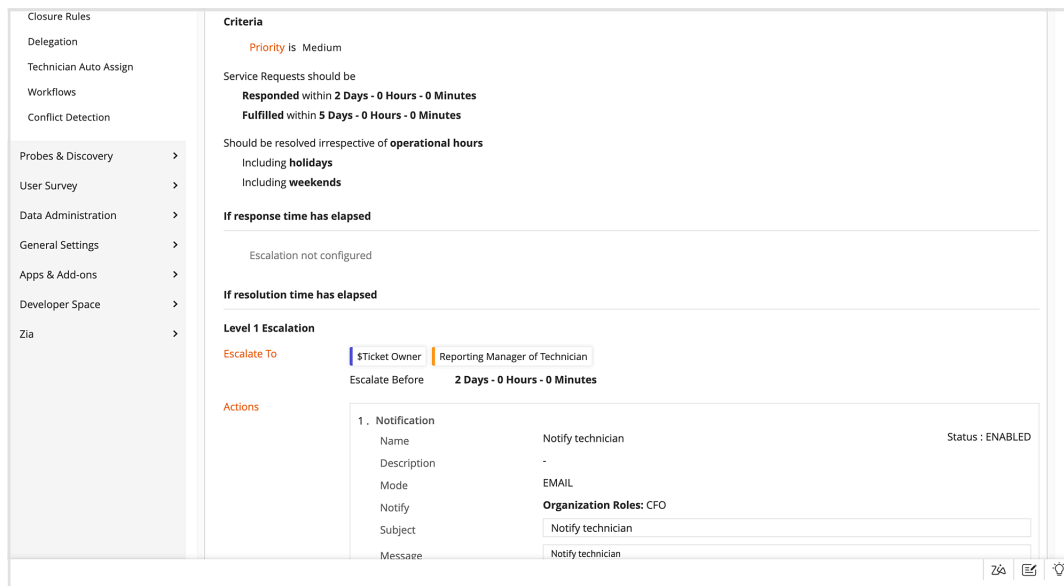 Closure Rules
Delegation
Technician Auto Assign
Workflows
Conflict Detection
Probes & Discovery
User Survey
Data Administration
General Settings
Apps & Add-ons
Developer Space
Zia
Criteria
Priority is Medium
Service Requests should be
Responded within 2 Days - 0 Hours - 0 Minutes
Fulfilled within 5 Days - 0 Hours - 0 Minutes
Should be resolved irrespective of operational hours
Including holidays
Including weekends
If response time has elapsed
Escalation not configured
If resolution time has elapsed
Level 1 Escalation
Escalate To $Ticket Owner Reporting Manager of Technician
Escalate Before 2 Days - 0 Hours - 0 Minutes
Actions
1 . Notification
Name Notify technician Status : ENABLED
Description -
Mode EMAIL
Notify Organization Roles: CFO
Subject Notify technician
Message Notify technician